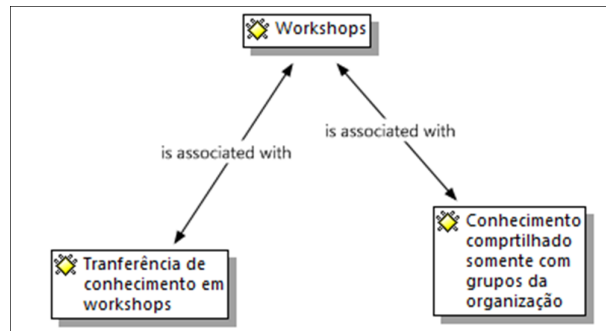 Workshops
is associated with
is associated with
Tranferência de
conhecimento em
workshops
Conhecimento
comprtilhado
somente com
grupos da
organização